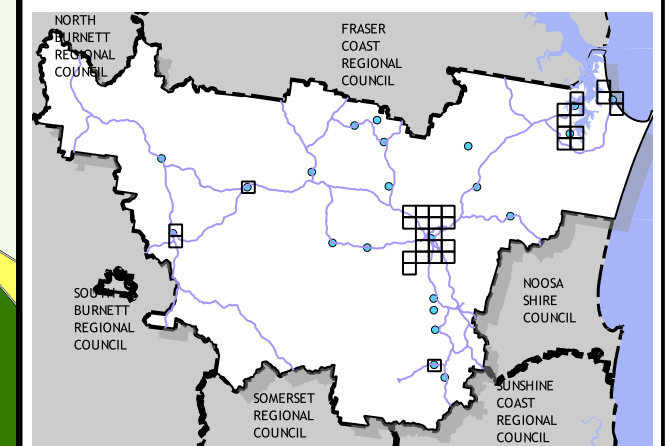 NORTH
BURNETT
REGIONAL
COUNCIL
FRASER
COAST
REGIONAL
COUNCIL
SOUTH
BURNETT
REGIONAL
COUNCIL
NOOSA
SHIRE
COUNCIL
SOMERSET
REGIONAL
COUNCIL
SUNSHINE
COAST
REGIONAL
COUNCIL